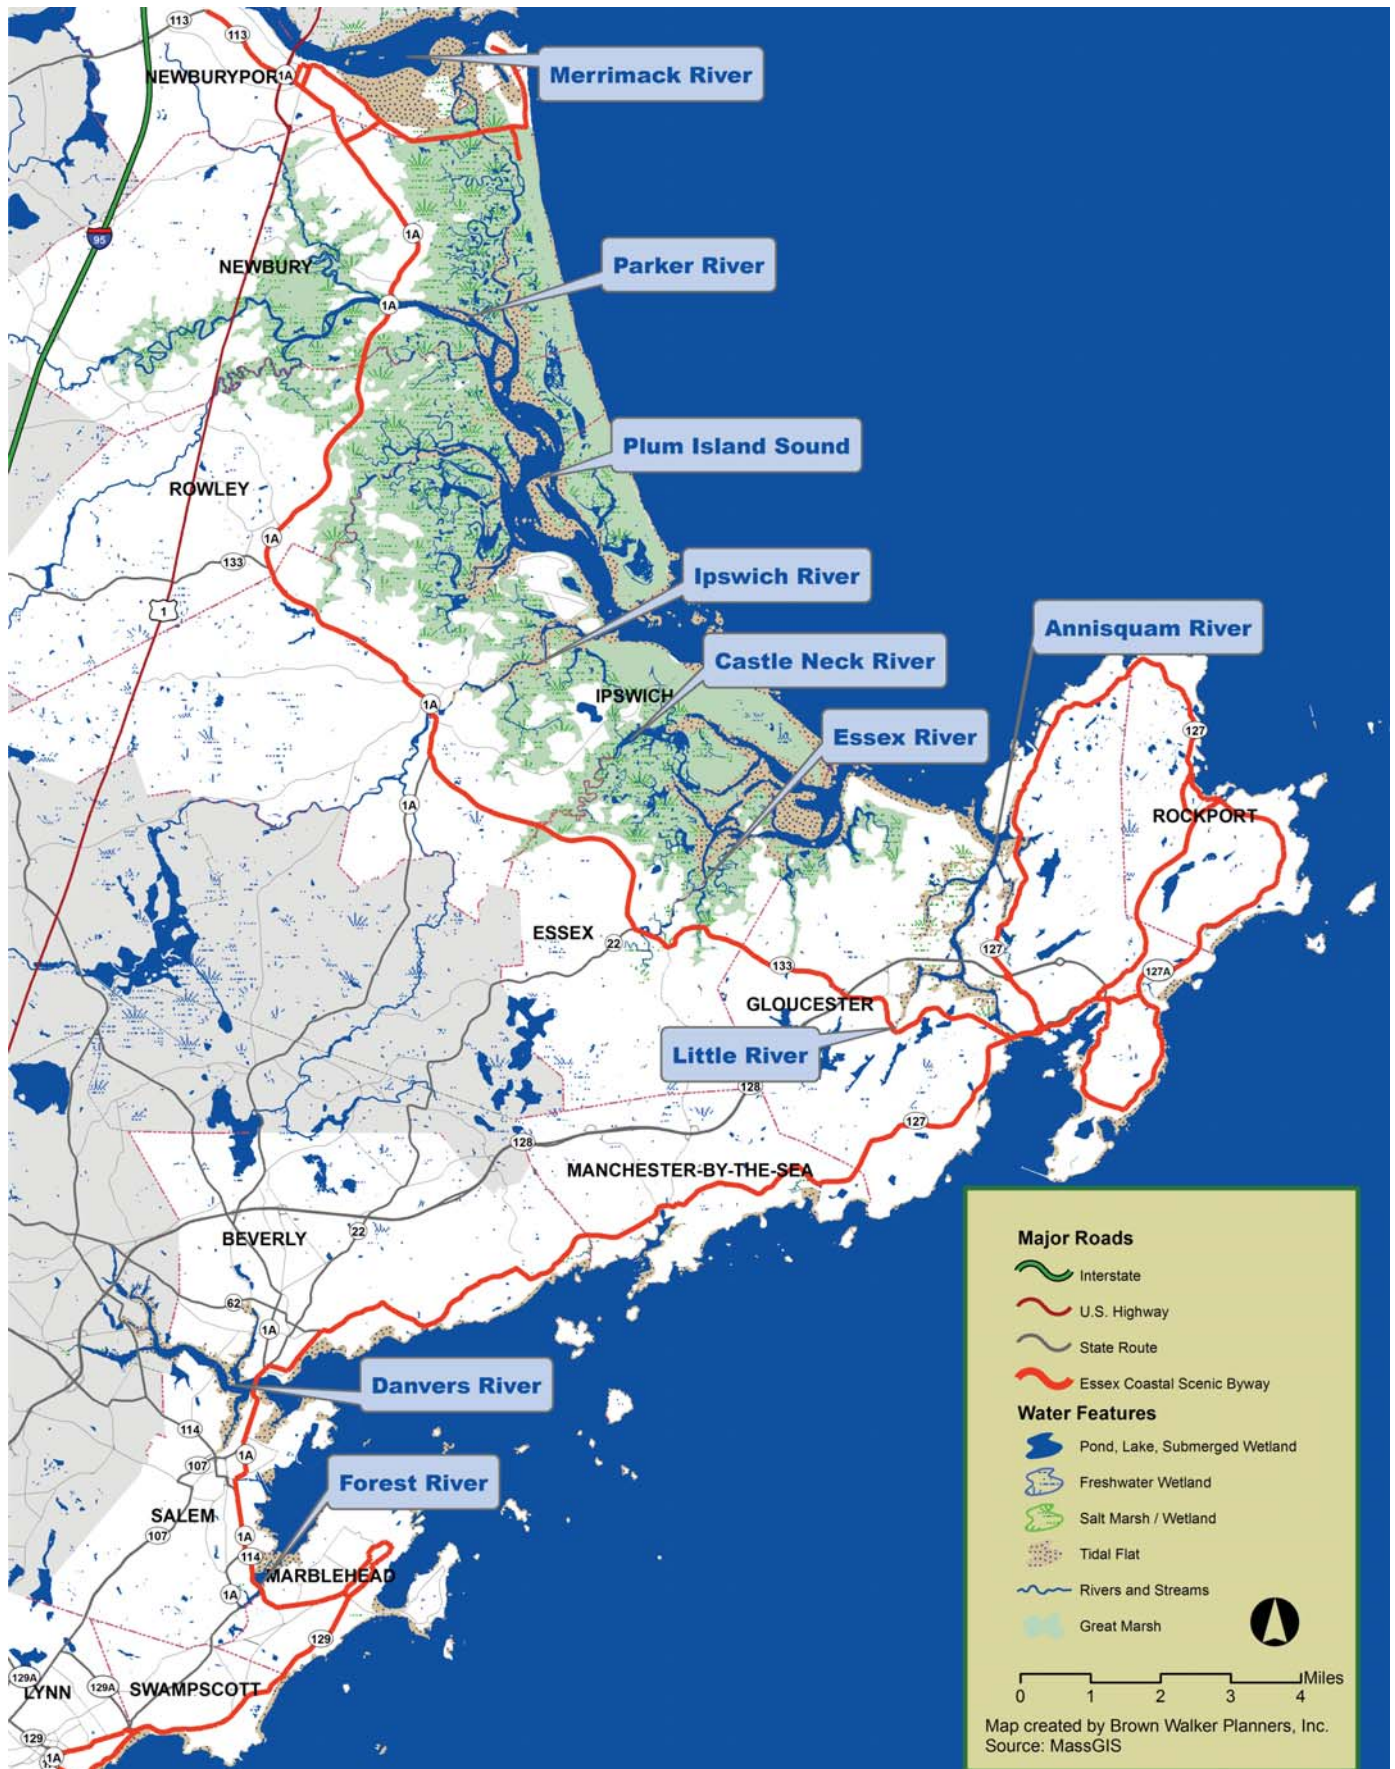 113
113
NEWBURYPOR
1A
Merrimack River
1A
95
NEWBURY
Parker River
1A
Plum Island Sound
ROWLEY
1A
133
1
Ipswich River
Annisquam River
Castle Neck River
IPSWICH
1A
Essex River
127
1A
ROCKPORT
ESSEX
22
127
133
127A
GLOUCESTER
Little River
128
127
128
MANCHESTER-BY-THE-SEA
22
BEVERLY
62
1A
Danvers River
114
1A
107
Forest River
SALEM
107
1A
114
MARBLEHEAD
1A
129
129A
LYNN
129A
SWAMPSCOTT
129
1A
Major Roads
Interstate
U.S. Highway
State Route
Essex Coastal Scenic Byway
Water Features
Pond, Lake, Submerged Wetland
Freshwater Wetland
Salt Marsh / Wetland
Tidal Flat
Rivers and Streams
Great Marsh
Miles
0 1 2 3 4
Map created by Brown Walker Planners, Inc.
Source: MassGIS